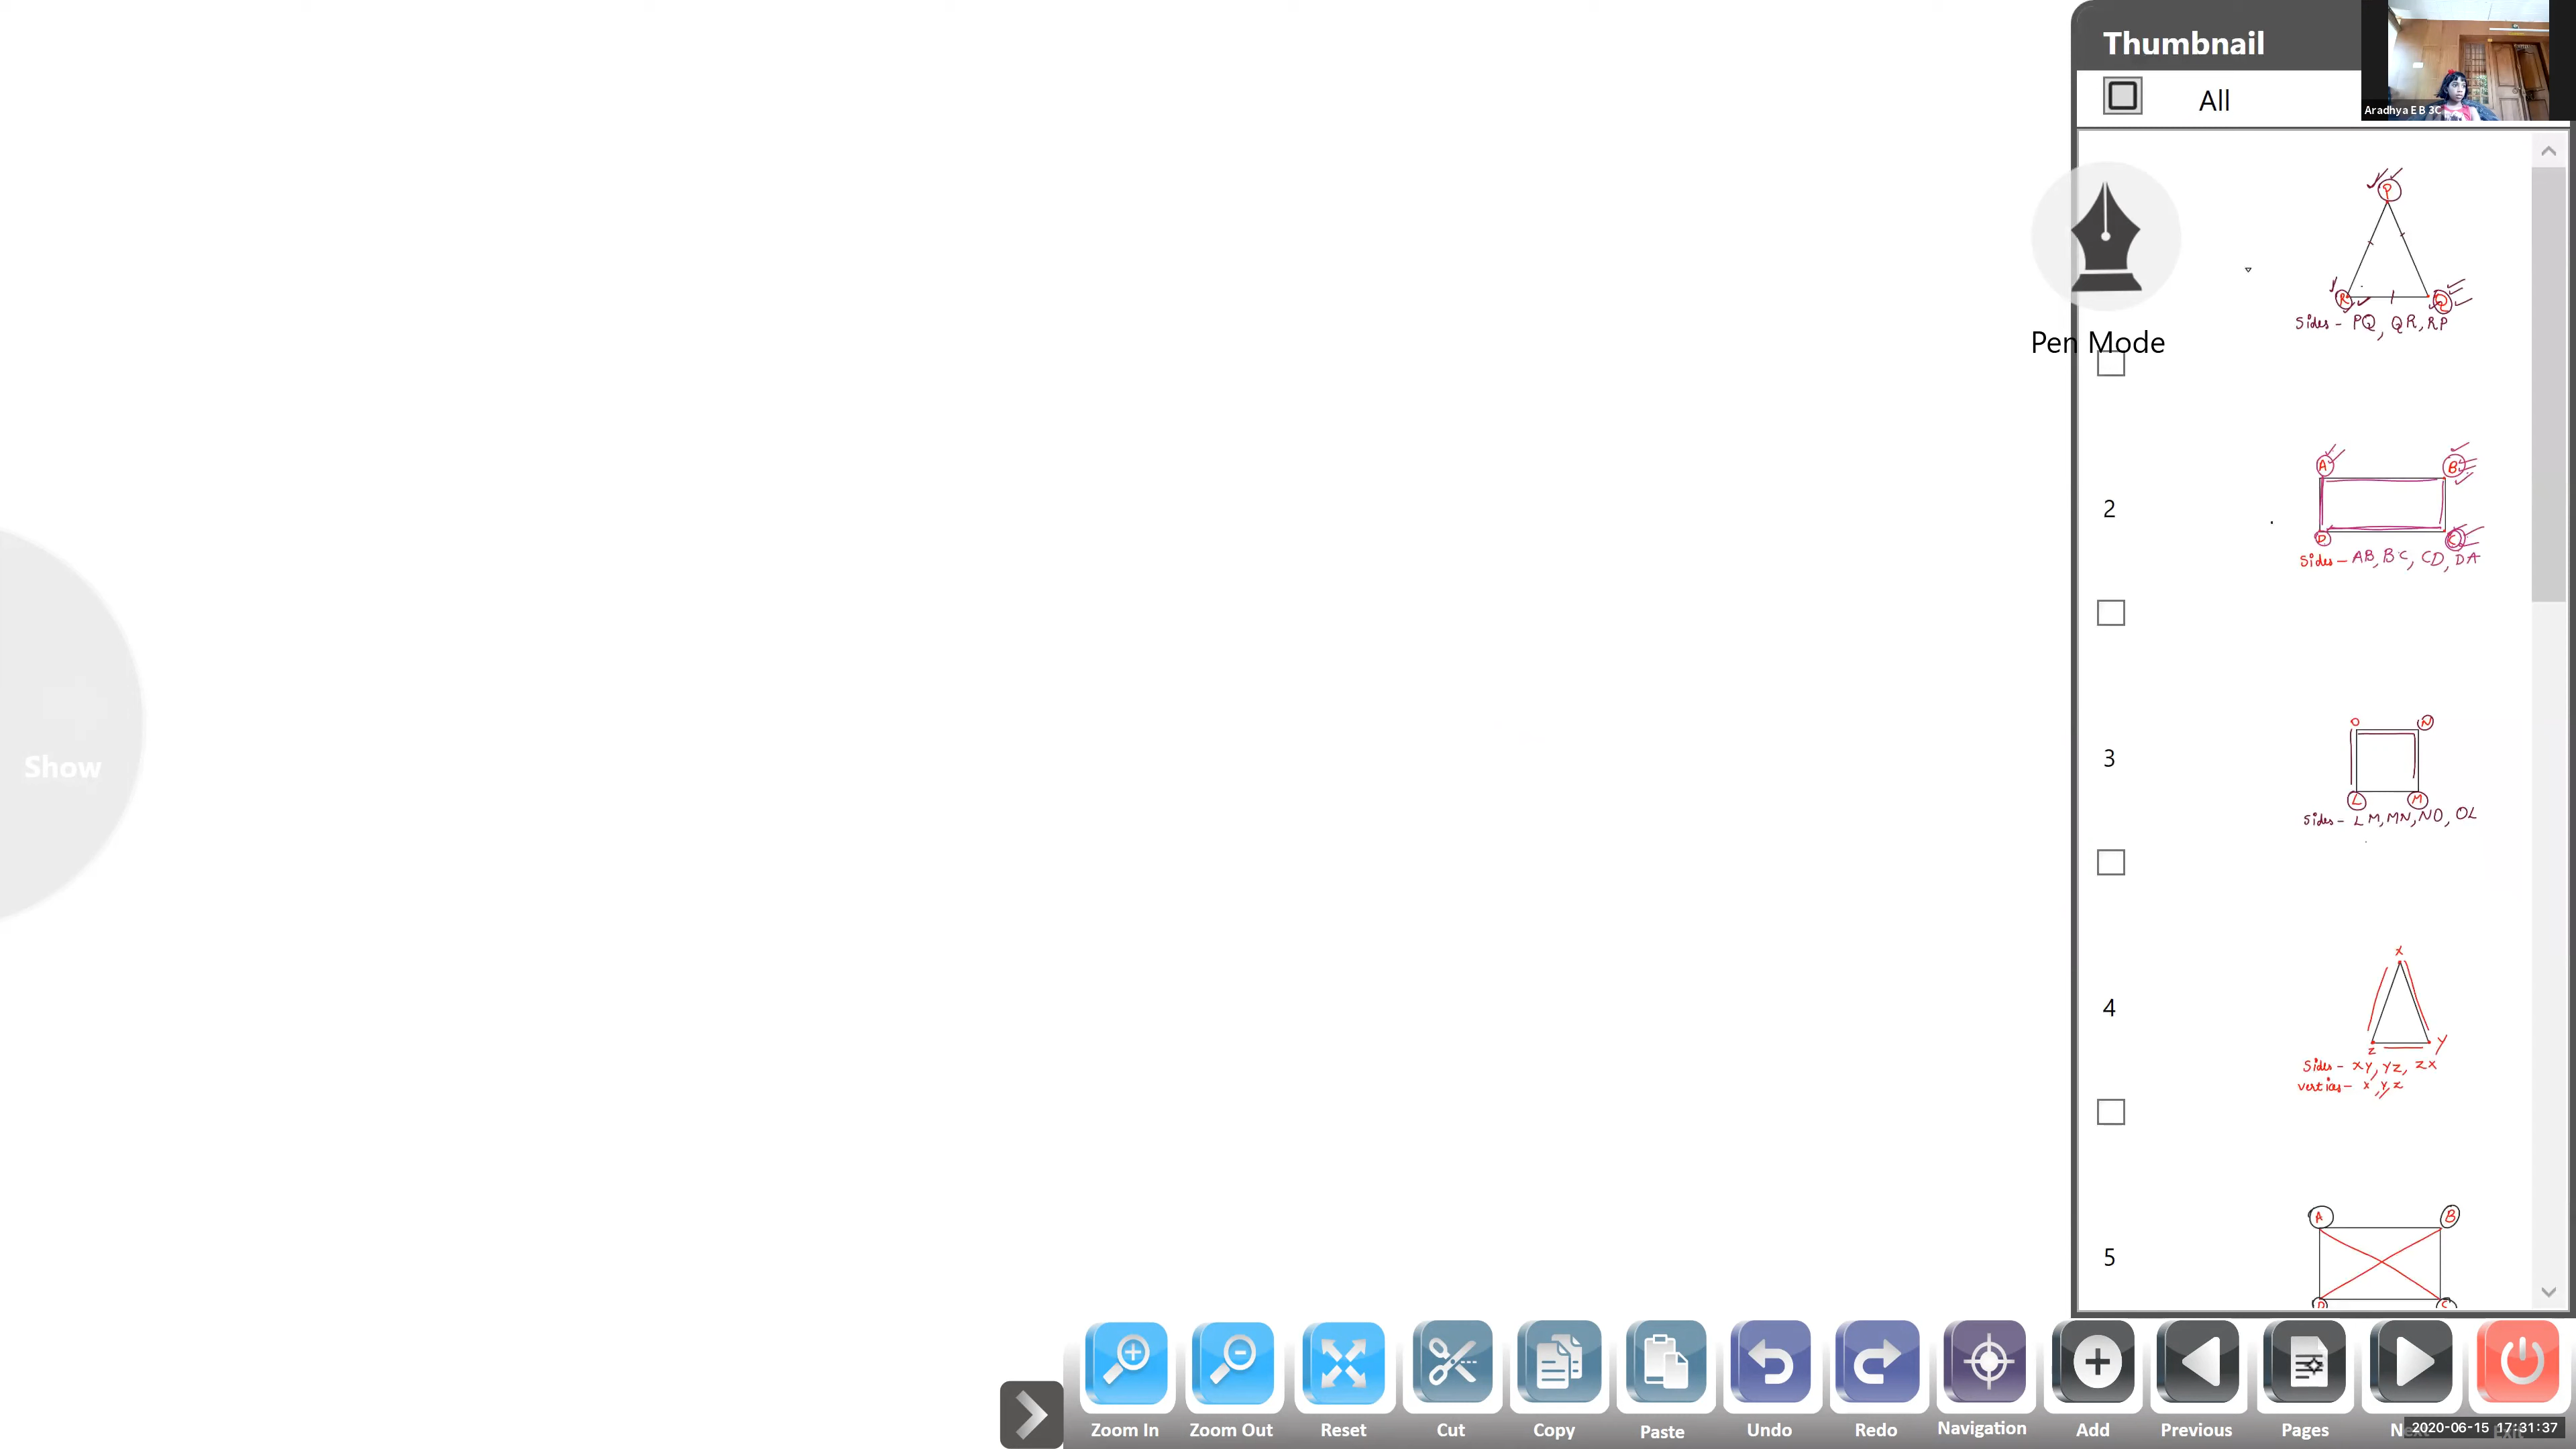 Thumbnail
All
Aradhya E B 3C
P
R
Q
Sides - PQ, QR, RP
Pen Mode
A
B
2
D
C
Sides - AB, BC, CD, DA
O
N
3
L
M
Sides - LM, MN, NO, OL
Show
X
4
Z
Y
Sides - XY, YZ, ZX
Vertices - X, Y, Z
A
B
5
D
C
Zoom In
Zoom Out
Reset
Cut
Copy
Paste
Undo
Redo
Navigation
Add
Previous
Pages
2020-06-15 17:31:37